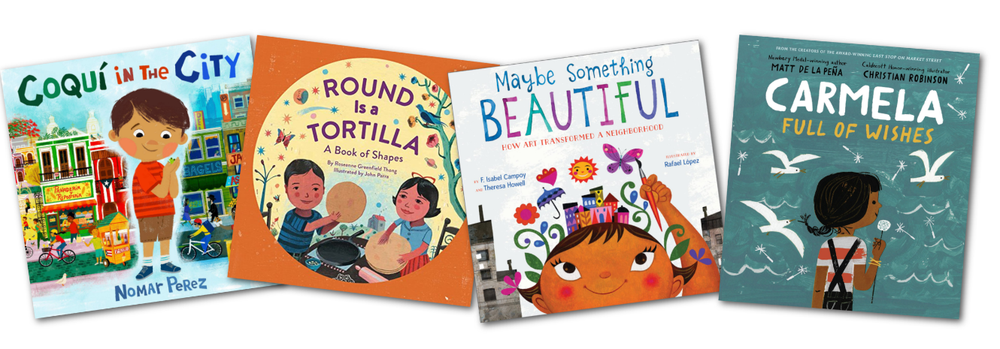 COQUÍ IN THE CITY
PANADERÍA
Y REPOSTERÍA
BAGELS
NOMAR PEREZ
ROUND
Is a
TORTILLA
A Book of Shapes
By Roseanne Greenfield Thong
Illustrated by John Parra
Maybe Something
BEAUTIFUL
HOW ART TRANSFORMED A NEIGHBORHOOD
BY F. Isabel Campoy
AND Theresa Howell
ILLUSTRATED BY
Rafael López
FROM THE CREATORS OF THE AWARD-WINNING LAST STOP ON MARKET STREET
Newbery Medal-winning author
MATT DE LA PEÑA
Caldecott Honor-winning illustrator
CHRISTIAN ROBINSON
CARMELA
FULL OF WISHES